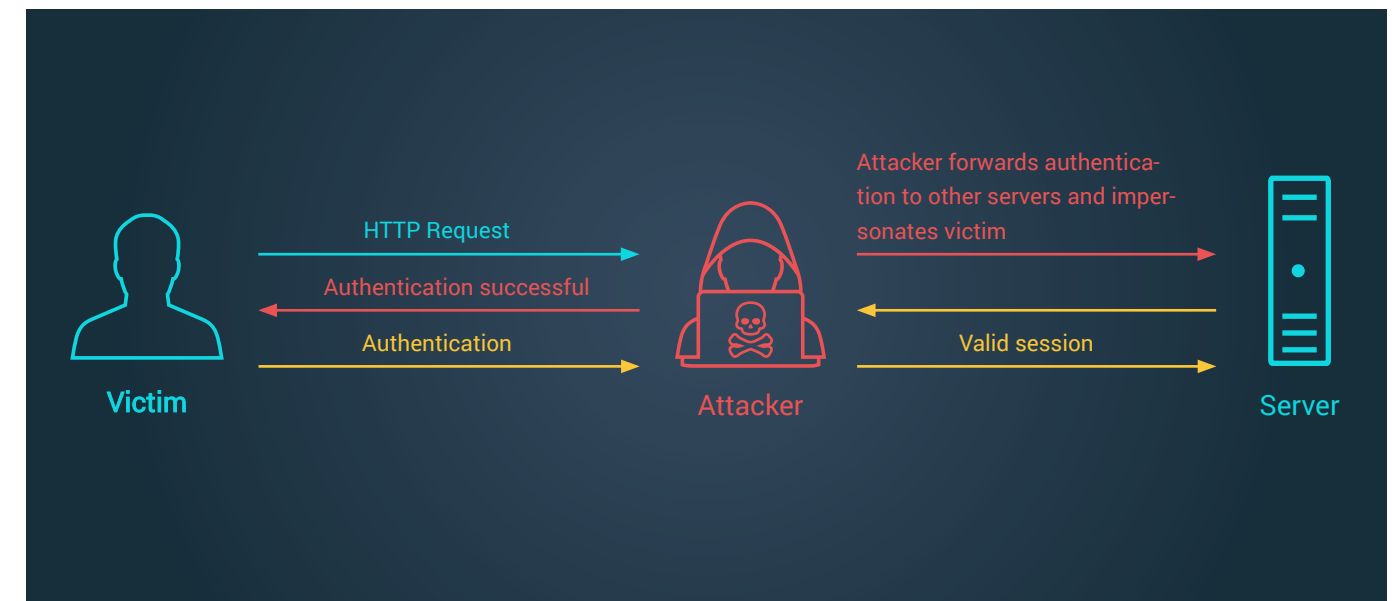 Attacker forwards authentica-
tion to other servers and imper-
sonates victim
HTTP Request
Authentication successful
Authentication
Valid session
Victim
Attacker
Server